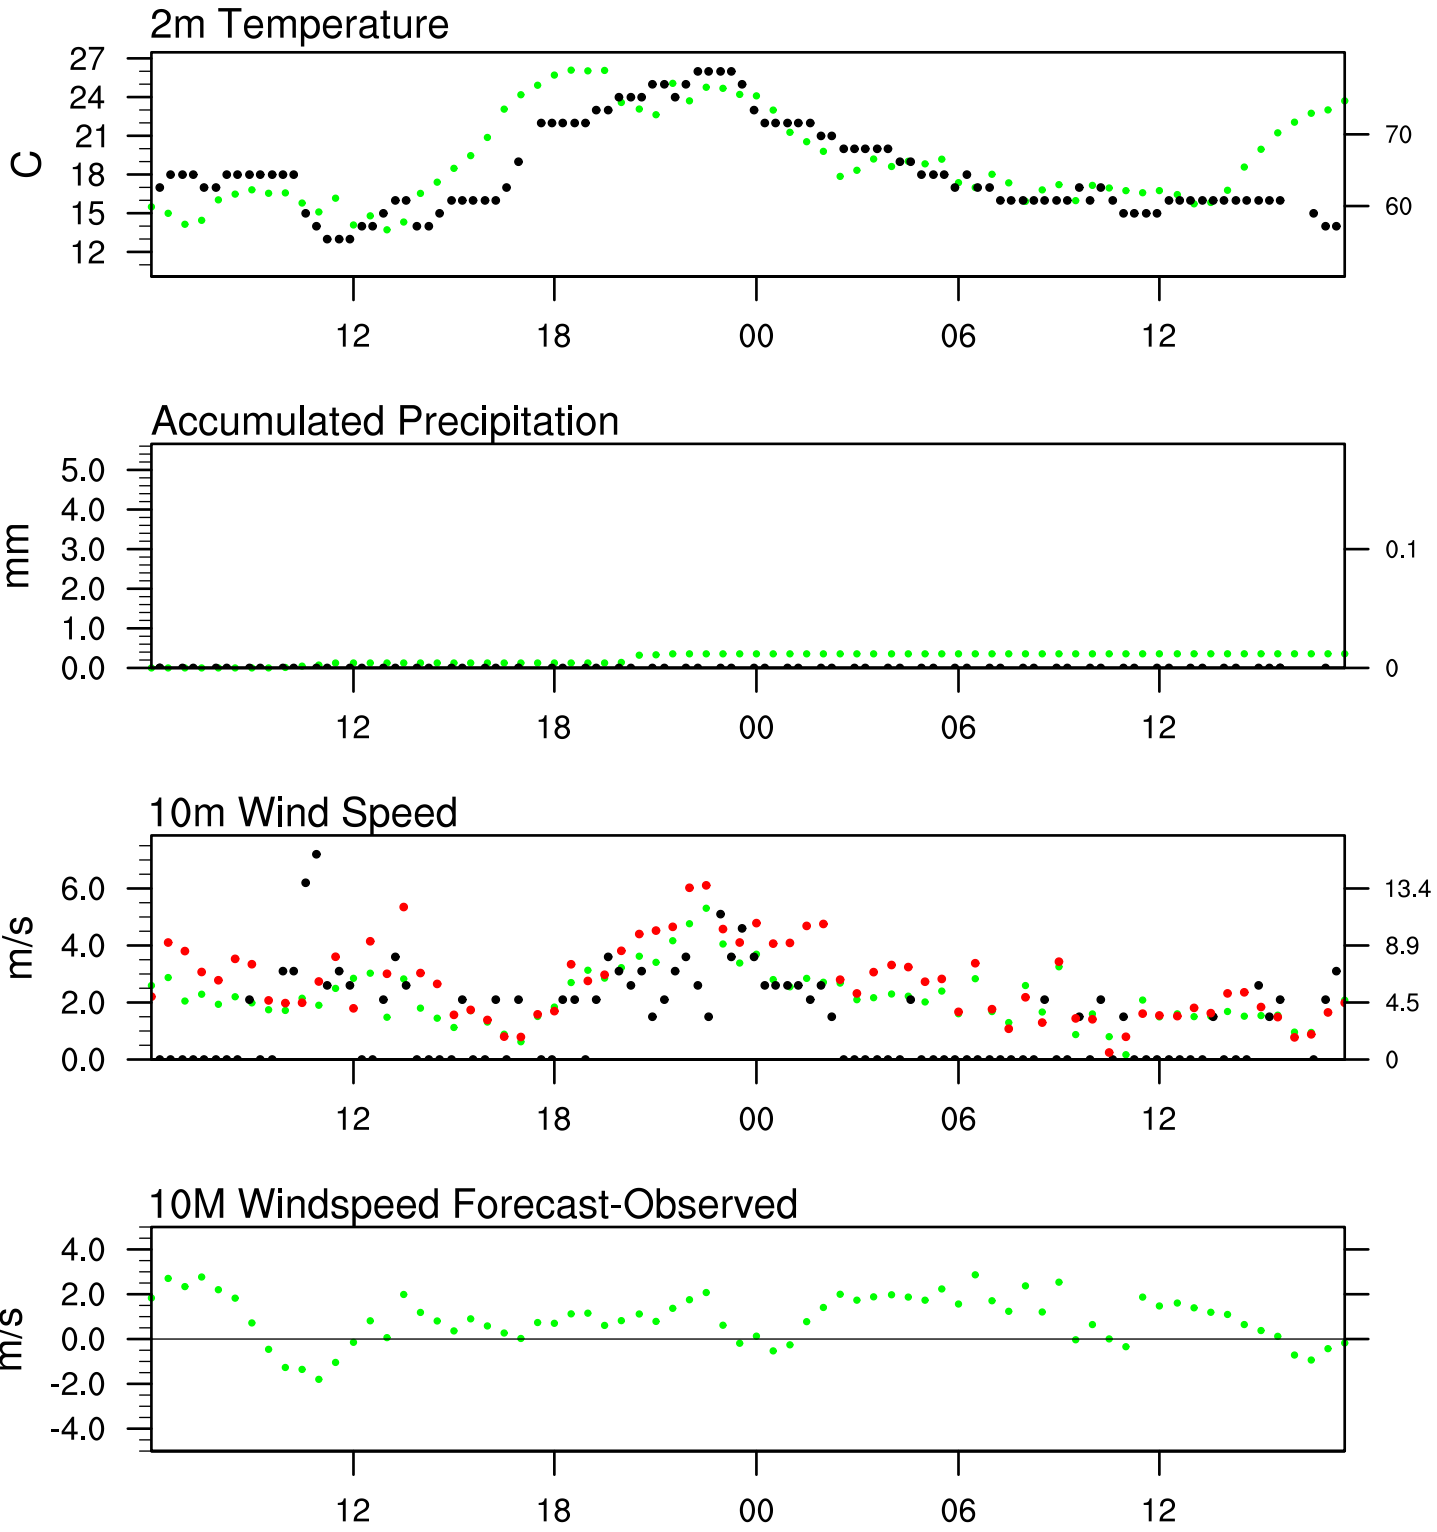 2m Temperature
27
24
21
18
15
12
C
70
60
12 18 00 06 12
Accumulated Precipitation
5.0
4.0
3.0
2.0
1.0
0.0
mm
0.1
0
12 18 00 06 12
10m Wind Speed
6.0
4.0
2.0
0.0
m/s
13.4
8.9
4.5
0
12 18 00 06 12
10M Windspeed Forecast-Observed
4.0
2.0
0.0
-2.0
-4.0
m/s
12 18 00 06 12